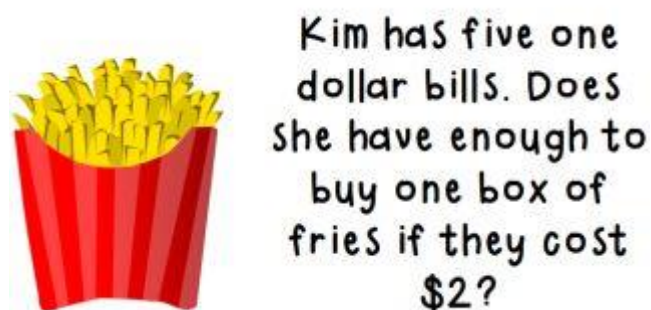 Kim has five one
dollar bills. Does
she have enough to
buy one box of
fries if they cost
$2?